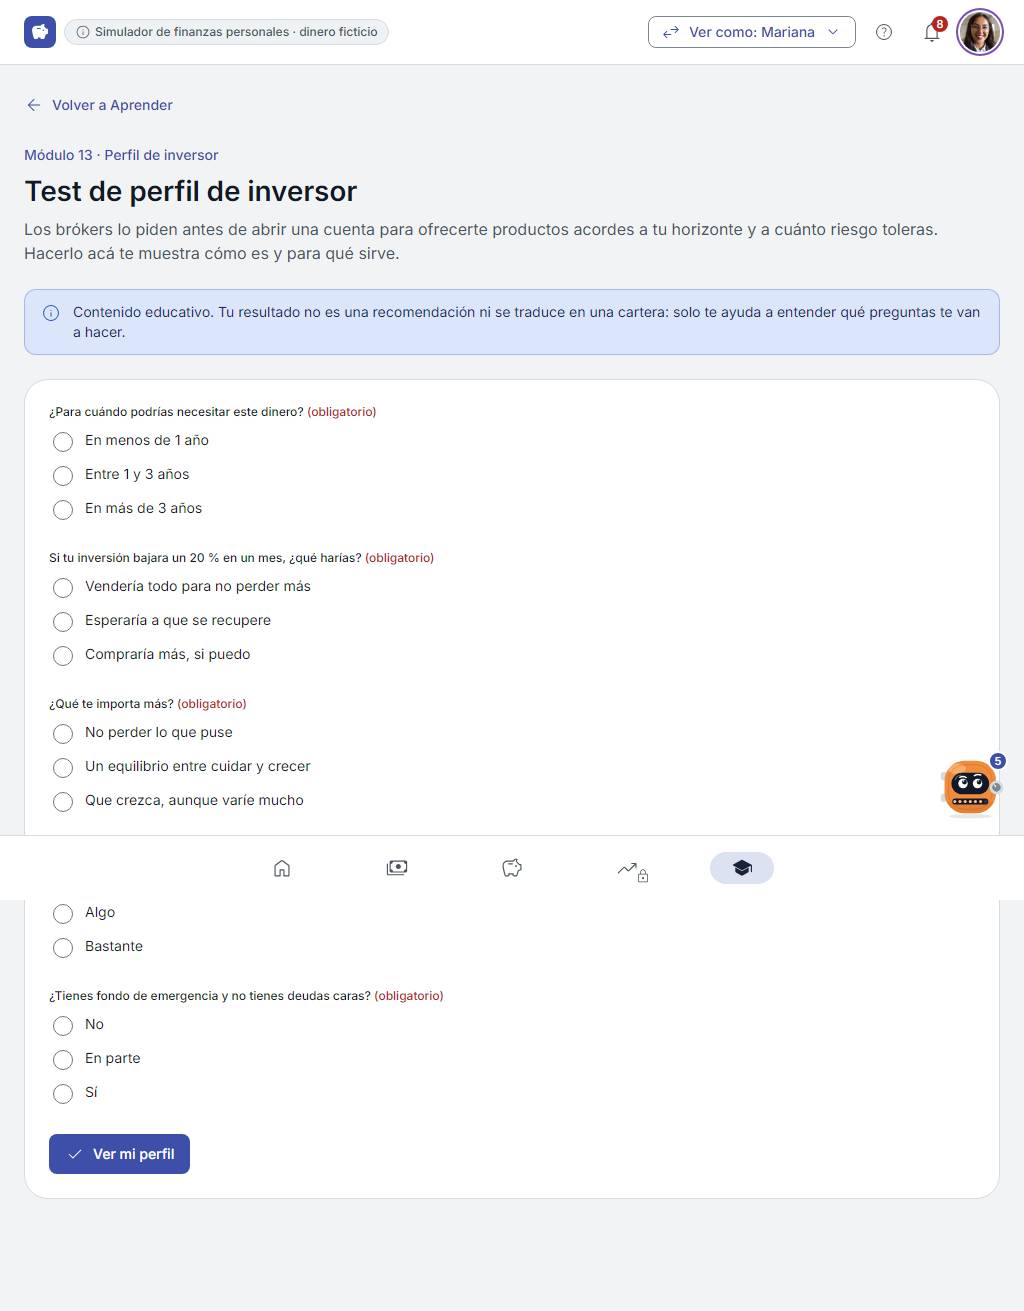 Simulador de finanzas personales · dinero ficticio
Ver como: Mariana
8
Volver a Aprender
Módulo 13 · Perfil de inversor
Test de perfil de inversor
Los brókers lo piden antes de abrir una cuenta para ofrecerte productos acordes a tu horizonte y a cuánto riesgo toleras.
Hacerlo acá te muestra cómo es y para qué sirve.
Contenido educativo. Tu resultado no es una recomendación ni se traduce en una cartera: solo te ayuda a entender qué preguntas te van
a hacer.
¿Para cuándo podrías necesitar este dinero? (obligatorio)
En menos de 1 año
Entre 1 y 3 años
En más de 3 años
Si tu inversión bajara un 20 % en un mes, ¿qué harías? (obligatorio)
Vendería todo para no perder más
Esperaría a que se recupere
Compraría más, si puedo
¿Qué te importa más? (obligatorio)
No perder lo que puse
Un equilibrio entre cuidar y crecer
5
Que crezca, aunque varíe mucho
Algo
Bastante
¿Tienes fondo de emergencia y no tienes deudas caras? (obligatorio)
No
En parte
Sí
Ver mi perfil